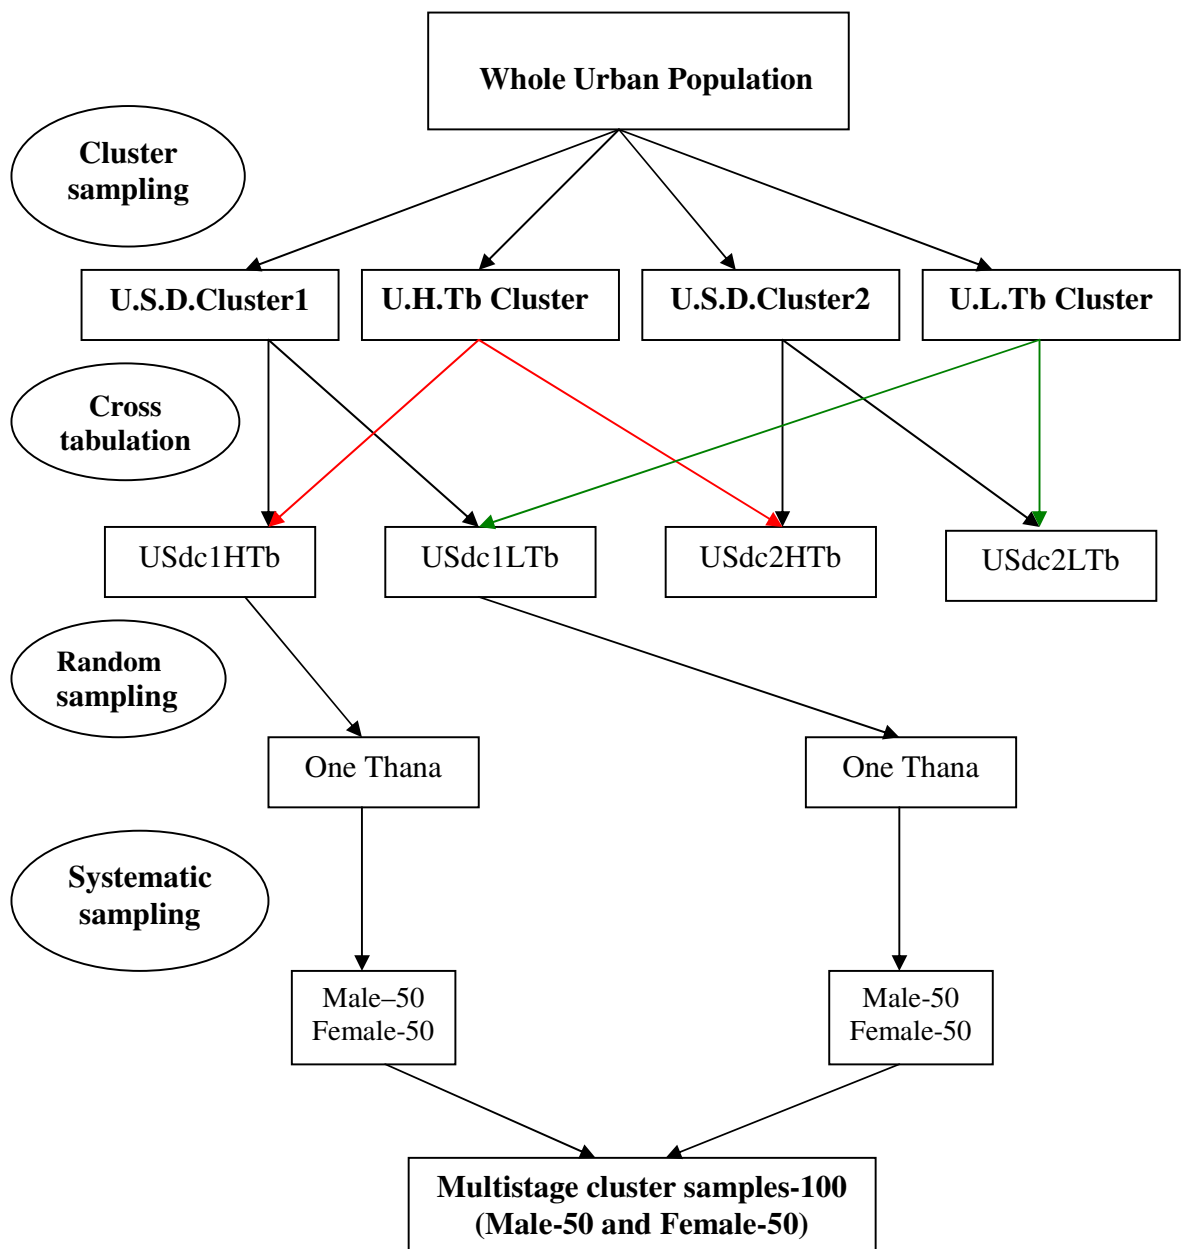 Whole Urban Population
Cluster
sampling
U.S.D.Cluster1
U.H.Tb Cluster
U.S.D.Cluster2
U.L.Tb Cluster
Cross
tabulation
USdc1HTb
USdc1LTb
USdc2HTb
USdc2LTb
Random
sampling
One Thana
One Thana
Systematic
sampling
Male–50
Female-50
Male-50
Female-50
Multistage cluster samples-100
(Male-50 and Female-50)